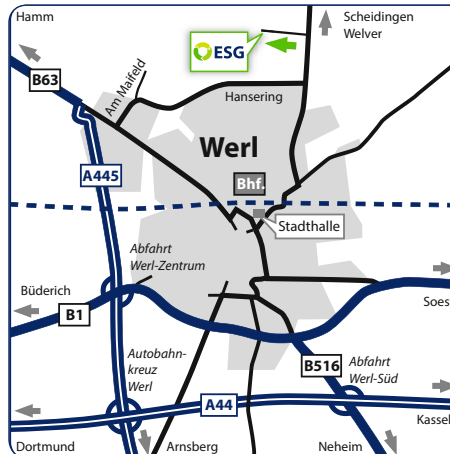 Hamm
Scheidingen
Welver
ESG
B63
Am Maifeld
Hansering
Werl
A445
Bhf.
Stadthalle
Abfahrt
Werl-Zentrum
Büderich
Soest
B1
Autobahn-
kreuz
Werl
B516
Abfahrt
Werl-Süd
A44
Kassel
Dortmund
Arnsberg
Neheim